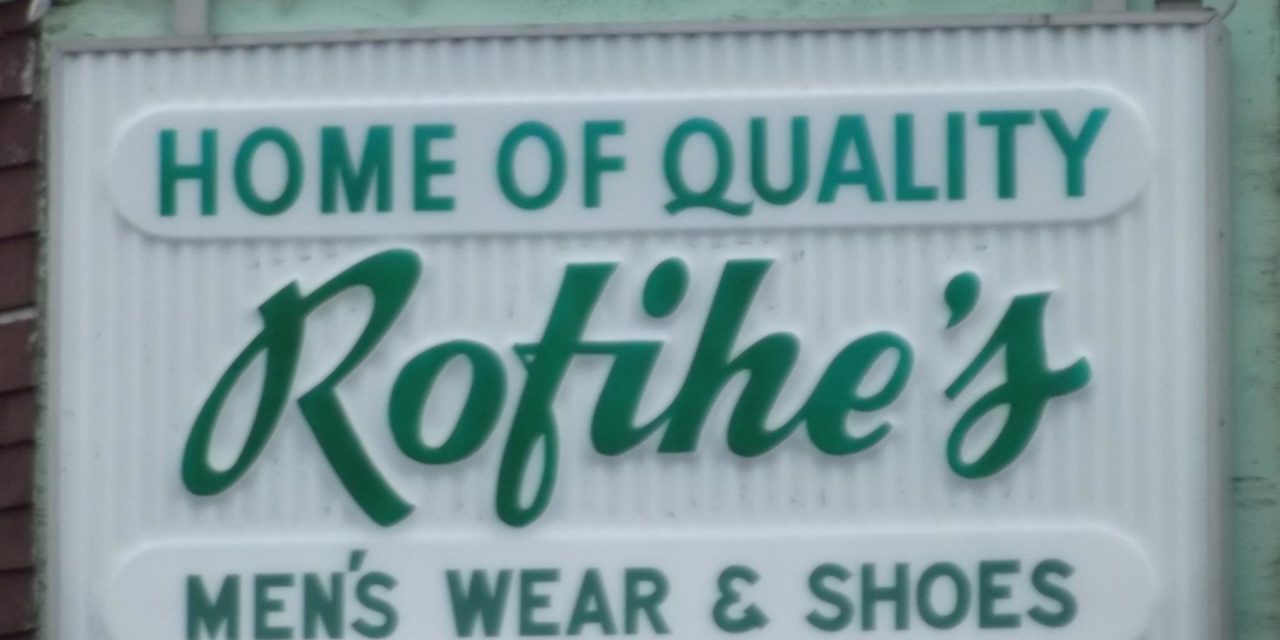 HOME OF QUALITY
Rofihe's
MEN'S WEAR & SHOES